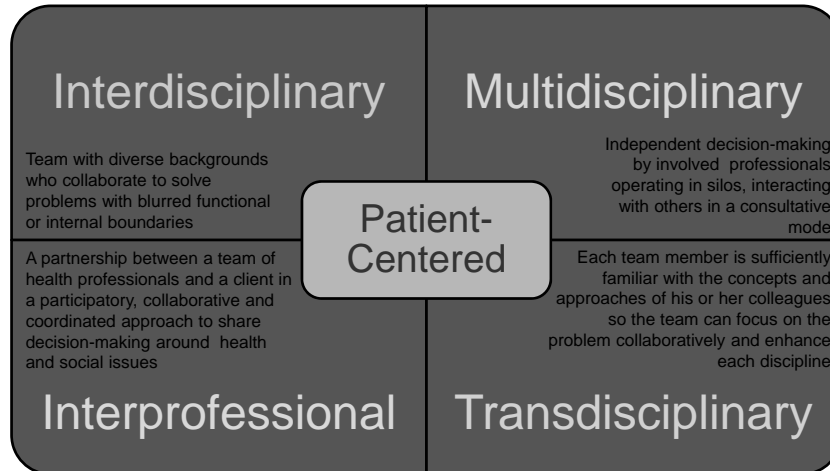 Interdisciplinary
Team with diverse backgrounds
who collaborate to solve
problems with blurred functional
or internal boundaries
Multidisciplinary
Independent decision-making
by involved professionals
operating in silos, interacting
with others in a consultative
mode
Patient-
Centered
A partnership between a team of
health professionals and a client in
a participatory, collaborative and
coordinated approach to share
decision-making around health
and social issues
Interprofessional
Each team member is sufficiently
familiar with the concepts and
approaches of his or her colleagues
so the team can focus on the
problem collaboratively and enhance
each discipline
Transdisciplinary